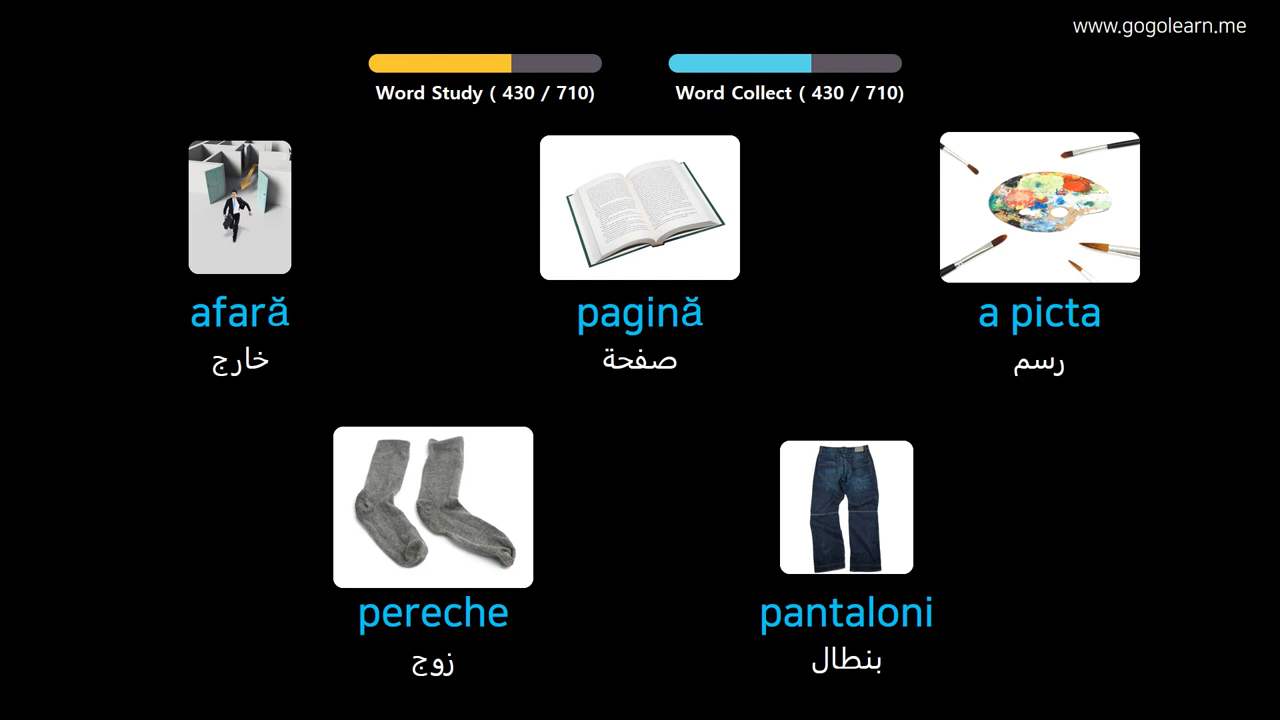 www.gogolearn.me
Word Study ( 430 / 710)
Word Collect ( 430 / 710)
afară
خارج
pagină
صفحة
a picta
رسم
pereche
زوج
pantaloni
بنطال